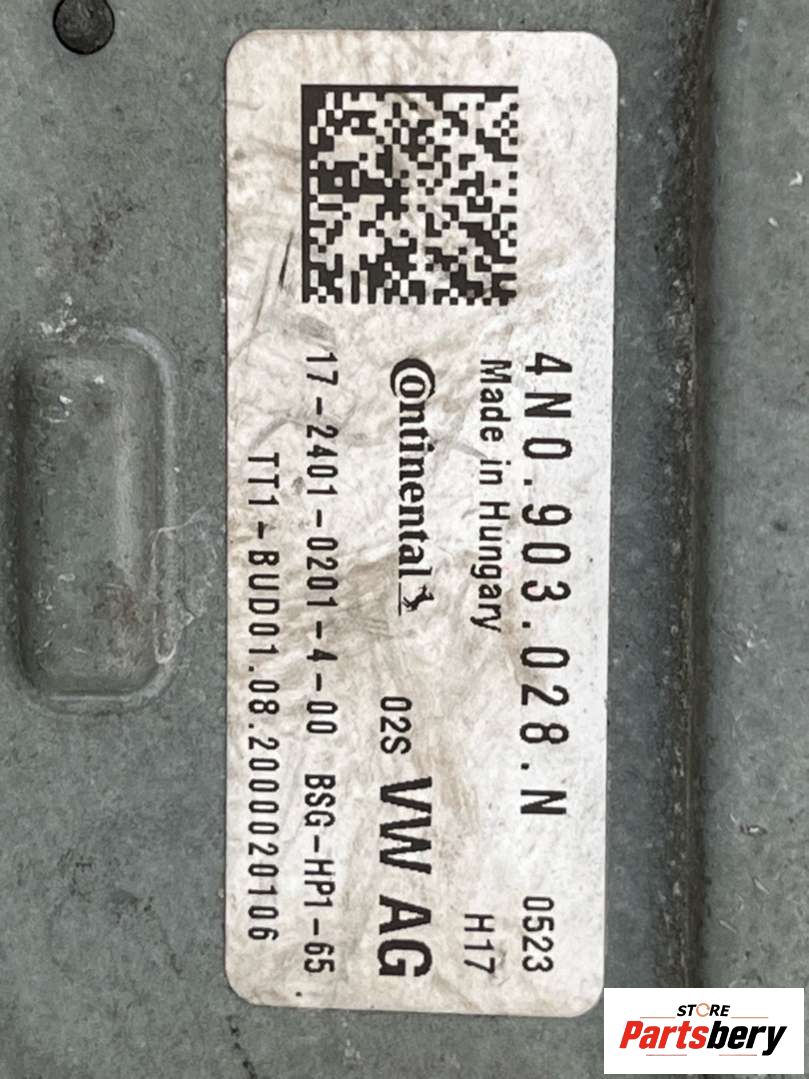 4N0.903.028.N 0523
Made in Hungary H17
Continental 02S VW AG
17-2401-0201-4-00 BSG-HP1-65
TT1-BUD01.08.2000020106
STORE
Partsbery